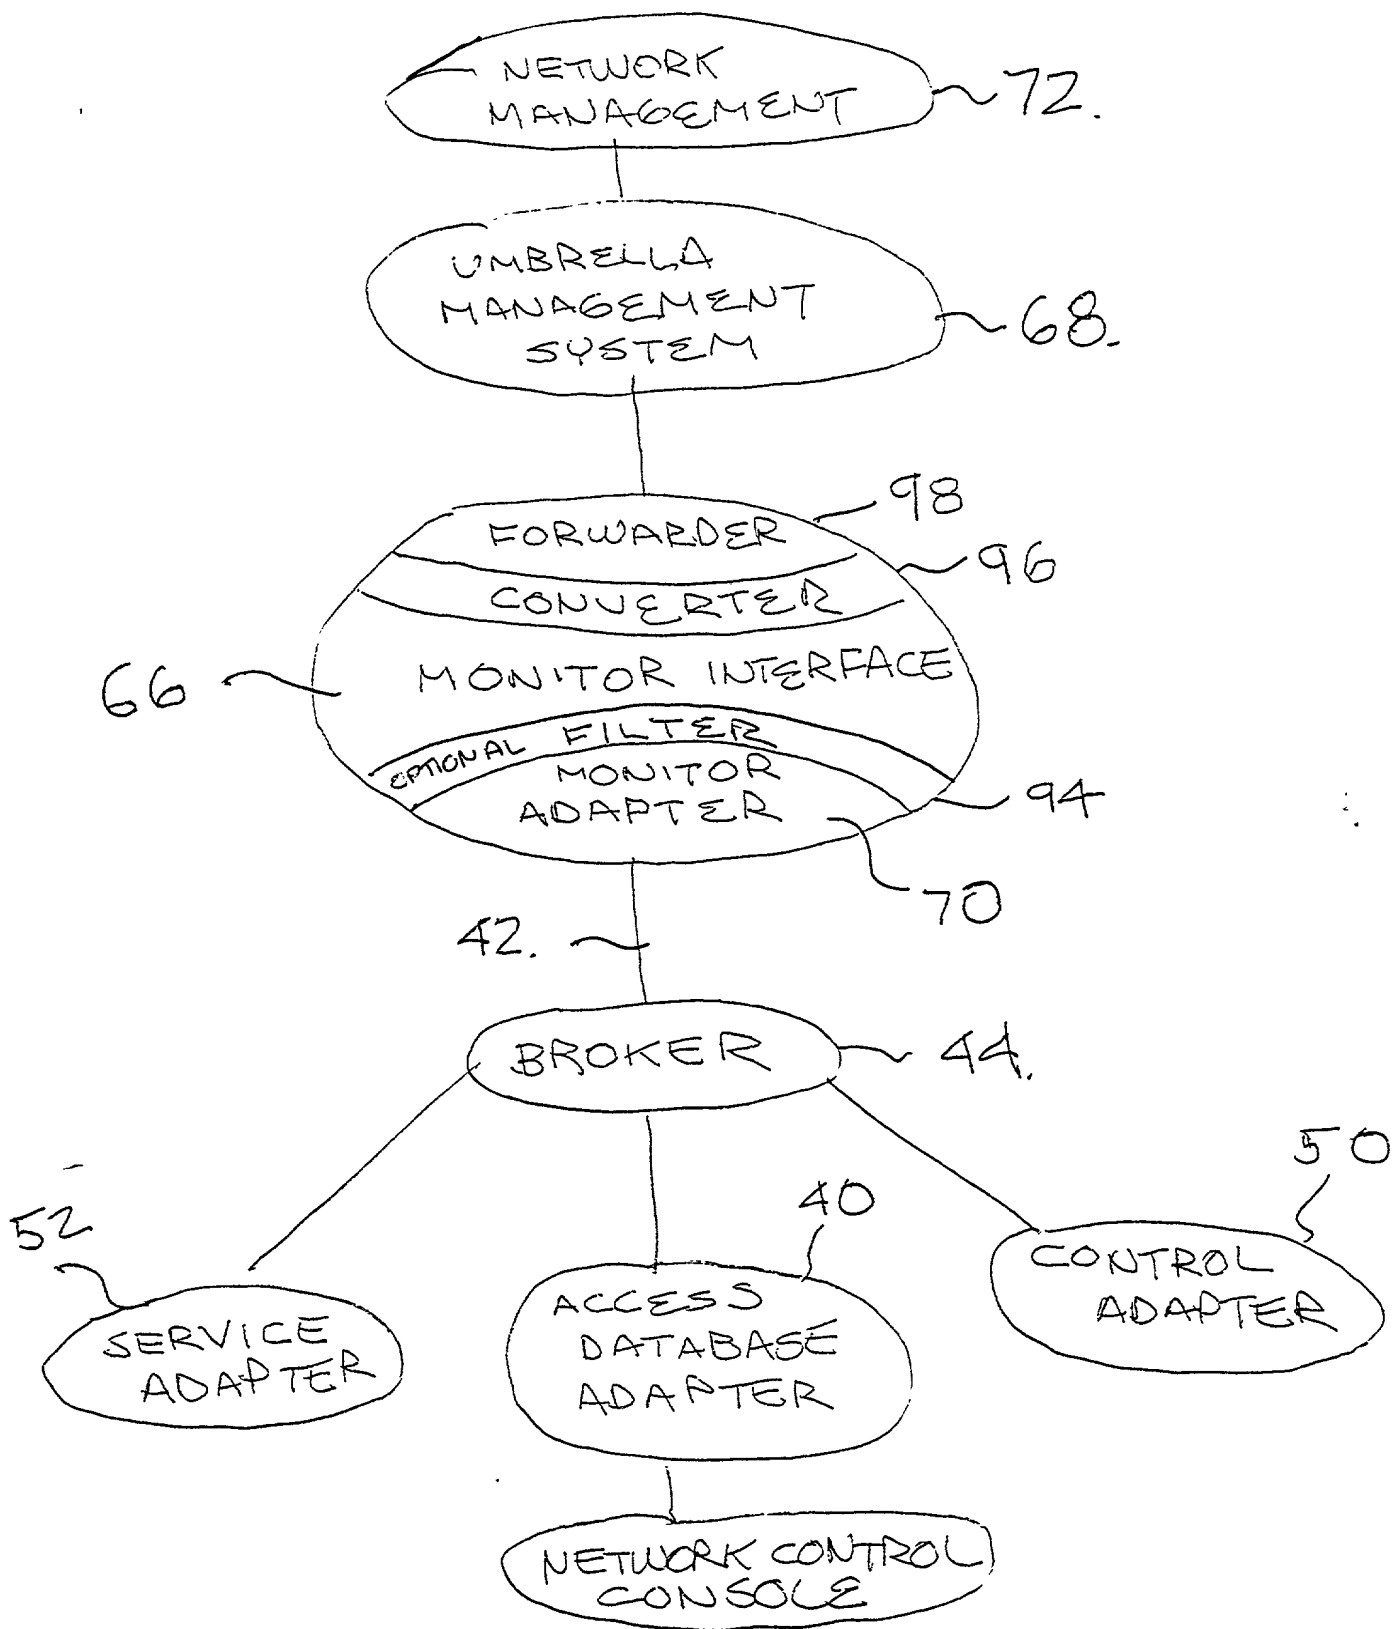 NETWORK
MANAGEMENT
72.
UMBRELLA
MANAGEMENT
SYSTEM
68.
98
FORWARDER
96
CONVERTER
66
MONITOR INTERFACE
OPTIONAL FILTER
MONITOR
ADAPTER
94
70
42.
BROKER
44.
50
52
40
CONTROL
ADAPTER
ACCESS
DATABASE
ADAPTER
SERVICE
ADAPTER
NETWORK CONTROL
CONSOLE